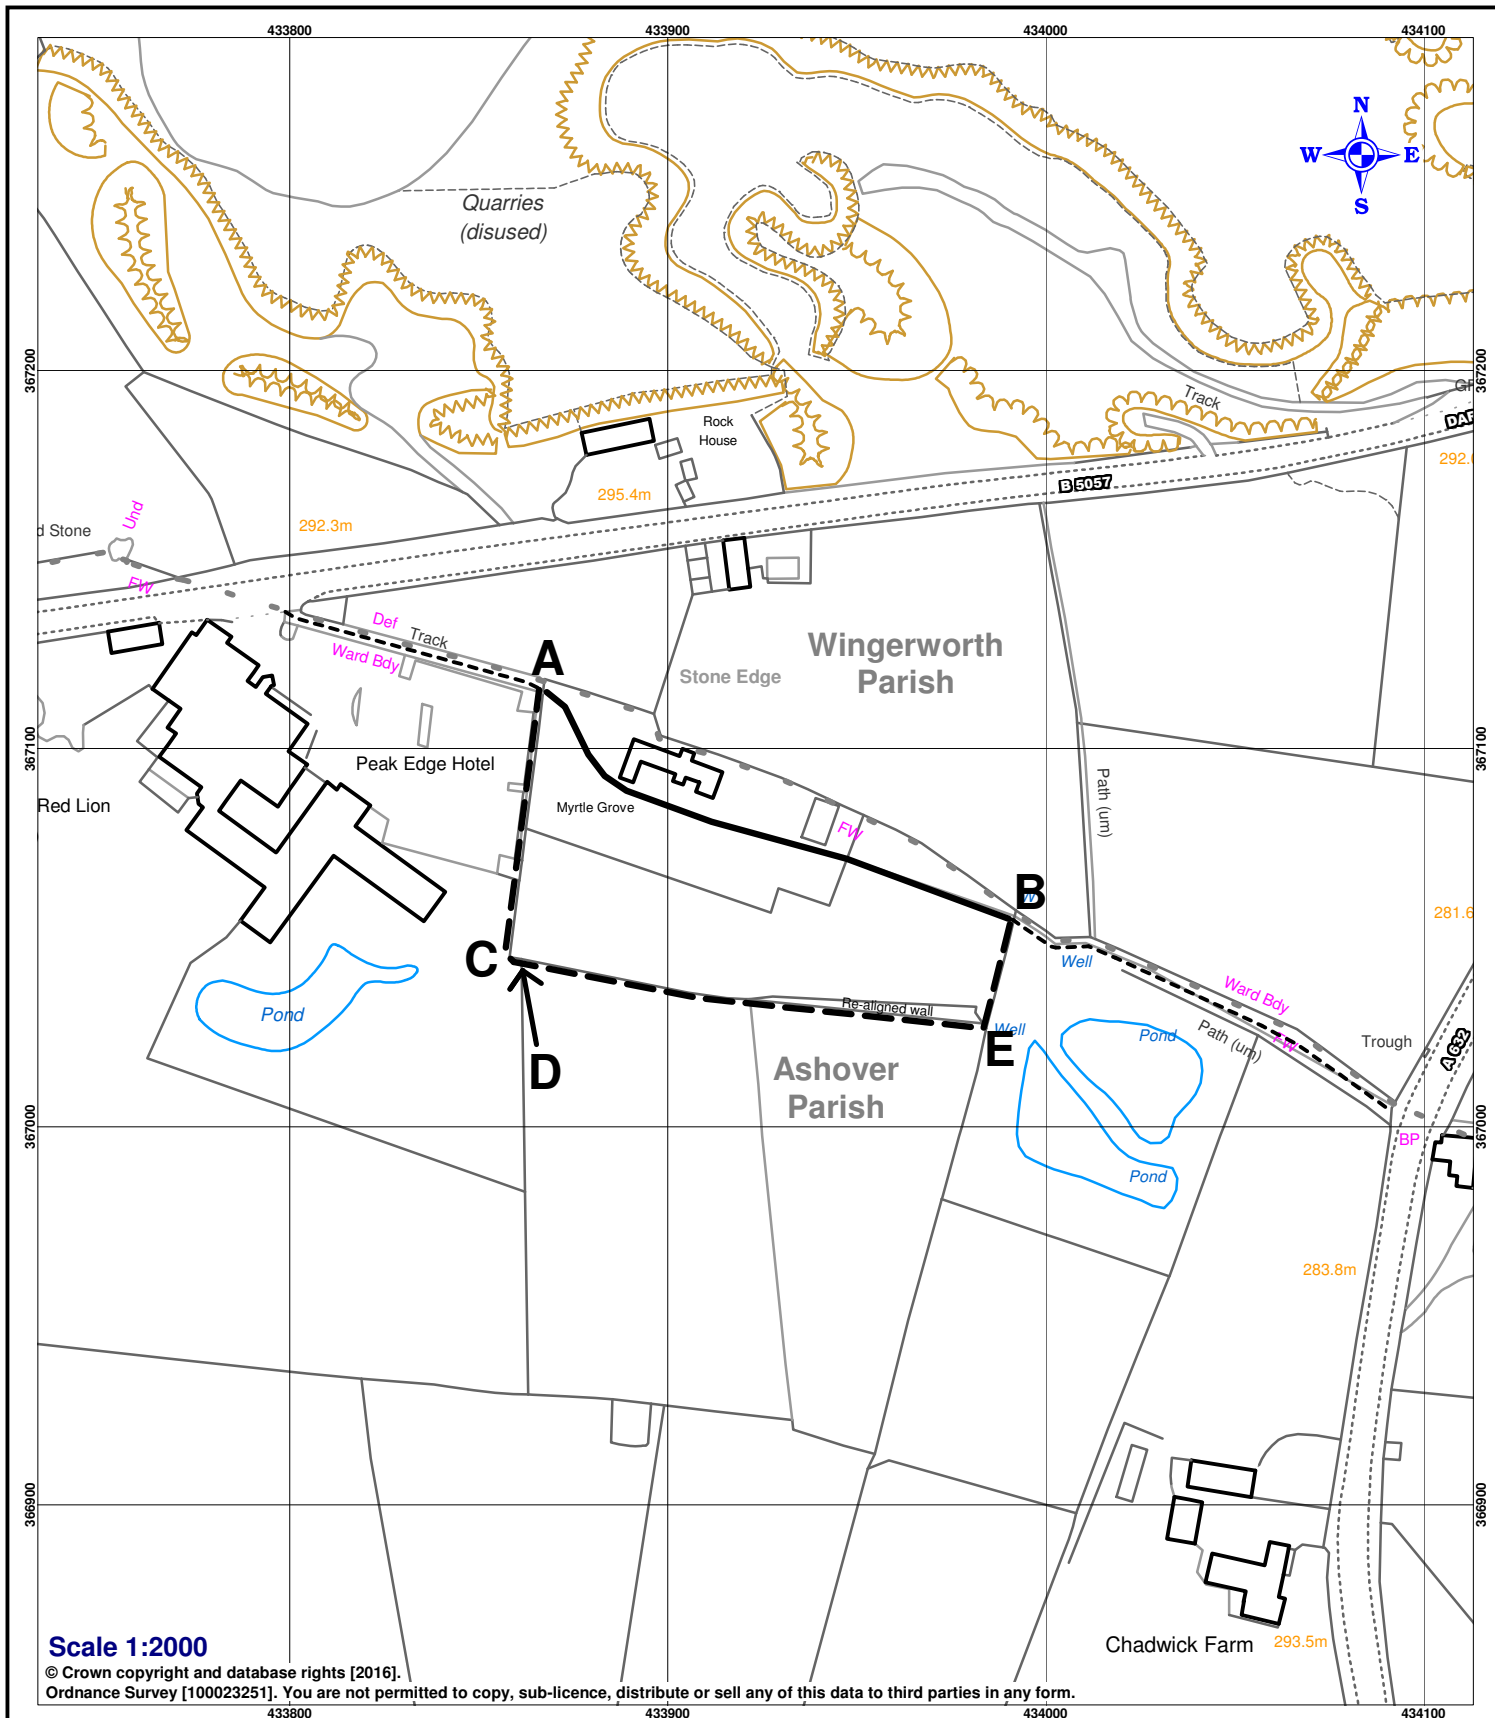 433800
433900
434000
434100
N
W
E
S
Quarries
(disused)
367200
367200
Track
Rock
House
B 5057
295.4m
292.3m
d Stone
Und
FW
Def
Track
Ward Bdy
A
Stone Edge
Wingerworth
Parish
367100
367100
Peak Edge Hotel
Red Lion
Myrtle Grove
FW
Path (um)
B
281.6
C
Well
Ward Bdy
Pond
Re-aligned wall
Well
E
Pond
Path (um)
FW
Trough
A 632
D
Ashover
Parish
367000
367000
BP
Pond
283.8m
366900
366900
Chadwick Farm
293.5m
Scale 1:2000
© Crown copyright and database rights [2016].
Ordnance Survey [100023251]. You are not permitted to copy, sub-licence, distribute or sell any of this data to third parties in any form.
433800
433900
434000
434100